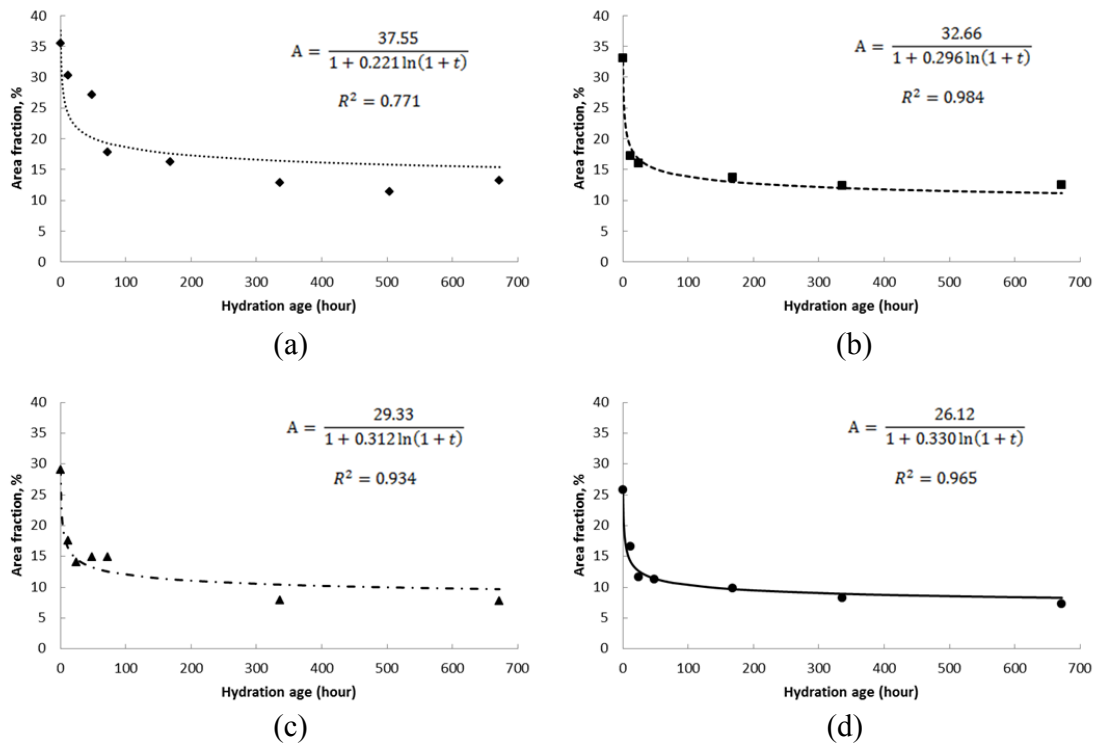 40
35
30
25
20
15
10
5
0
Area fraction, %
A = 37.55 / (1 + 0.221 ln(1 + t))
R² = 0.771
0 100 200 300 400 500 600 700
Hydration age (hour)
(a)
40
35
30
25
20
15
10
5
0
Area fraction, %
A = 32.66 / (1 + 0.296 ln(1 + t))
R² = 0.984
0 100 200 300 400 500 600 700
Hydration age (hour)
(b)
40
35
30
25
20
15
10
5
0
Area fraction, %
A = 29.33 / (1 + 0.312 ln(1 + t))
R² = 0.934
0 100 200 300 400 500 600 700
Hydration age (hour)
(c)
40
35
30
25
20
15
10
5
0
Area fraction, %
A = 26.12 / (1 + 0.330 ln(1 + t))
R² = 0.965
0 100 200 300 400 500 600 700
Hydration age (hour)
(d)